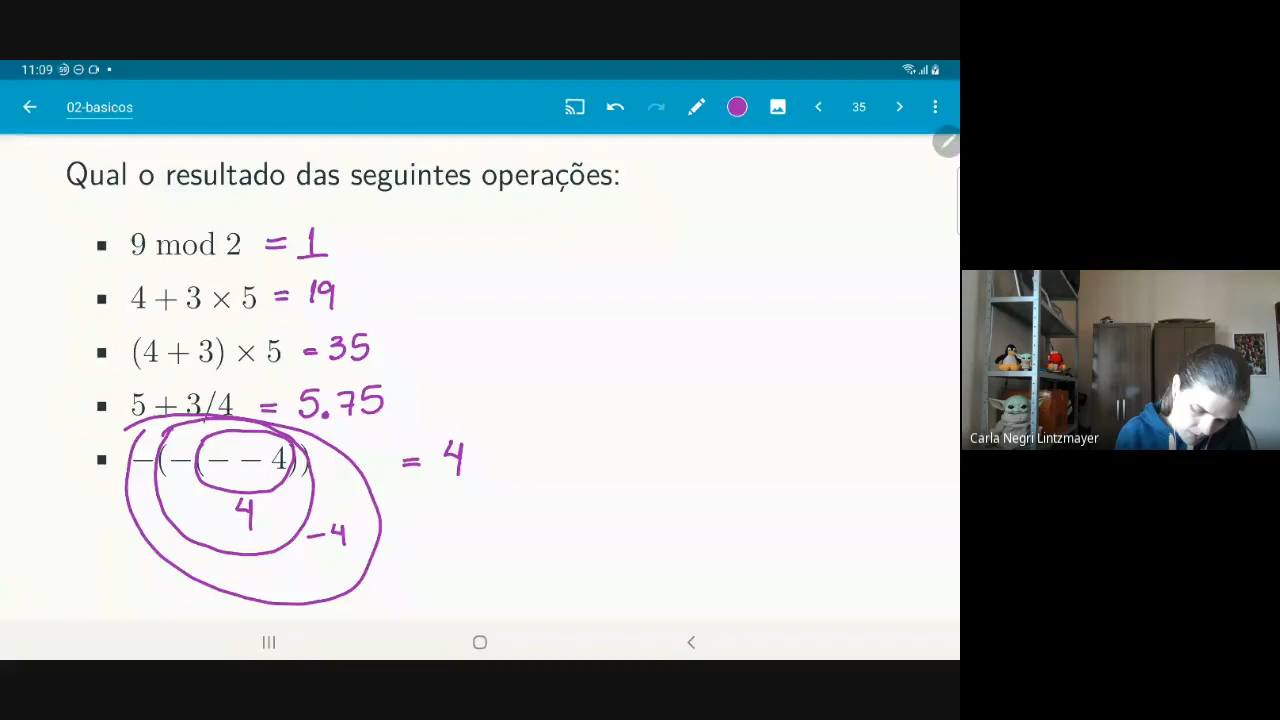 11:09
02-basicos
35
Qual o resultado das seguintes operações:
▪ 9 mod 2 = 1
▪ 4 + 3 × 5 = 19
▪ (4 + 3) × 5 = 35
▪ 5 + 3/4 = 5.75
▪ −(−(− − 4)) = 4
4
−4
Carla Negri Lintzmayer